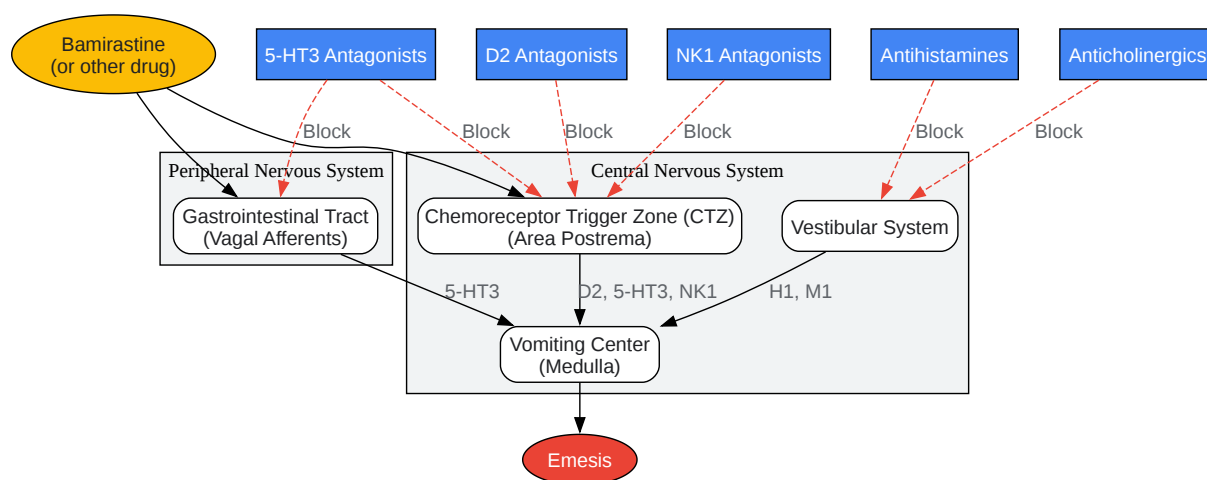 Bamirastine
(or other drug)
5-HT3 Antagonists
D2 Antagonists
NK1 Antagonists
Antihistamines
Anticholinergics
Block
Block
Block
Block
Block
Peripheral Nervous System
Central Nervous System
Gastrointestinal Tract
(Vagal Afferents)
Chemoreceptor Trigger Zone (CTZ)
(Area Postrema)
Vestibular System
5-HT3
D2, 5-HT3, NK1
H1, M1
Vomiting Center
(Medulla)
Emesis